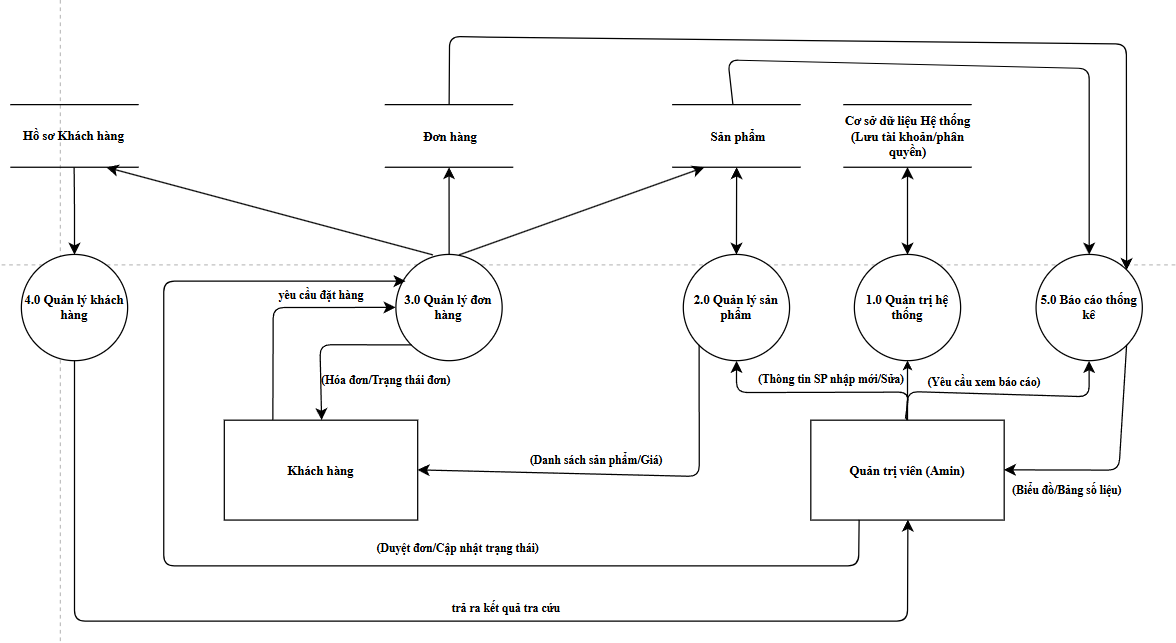 Hồ sơ Khách hàng
Đơn hàng
Sản phẩm
Cơ sở dữ liệu Hệ thống
(Lưu tài khoản/phân
quyền)
4.0 Quản lý khách
hàng
yêu cầu đặt hàng
3.0 Quản lý đơn
hàng
2.0 Quản lý sản
phẩm
1.0 Quản trị hệ
thống
5.0 Báo cáo thống
kê
(Hóa đơn/Trạng thái đơn)
(Thông tin SP nhập mới/Sửa)
(Yêu cầu xem báo cáo)
Khách hàng
(Danh sách sản phẩm/Giá)
Quản trị viên (Amin)
(Biểu đồ/Bảng số liệu)
(Duyệt đơn/Cập nhật trạng thái)
trả ra kết quả tra cứu